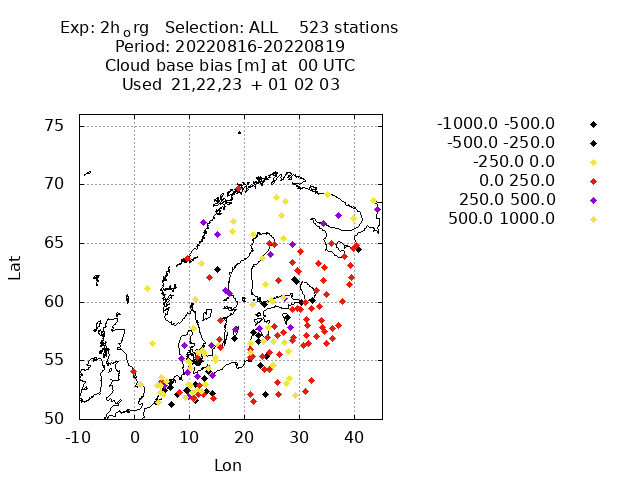 Exp: 2horg Selection: ALL 523 stations
Period: 20220816-20220819
Cloud base bias [m] at 00 UTC
Used 21,22,23 + 01 02 03
-1000.0 -500.0
-500.0 -250.0
-250.0 0.0
0.0 250.0
250.0 500.0
500.0 1000.0
75
70
65
60
55
50
Lat
-10 0 10 20 30 40
Lon